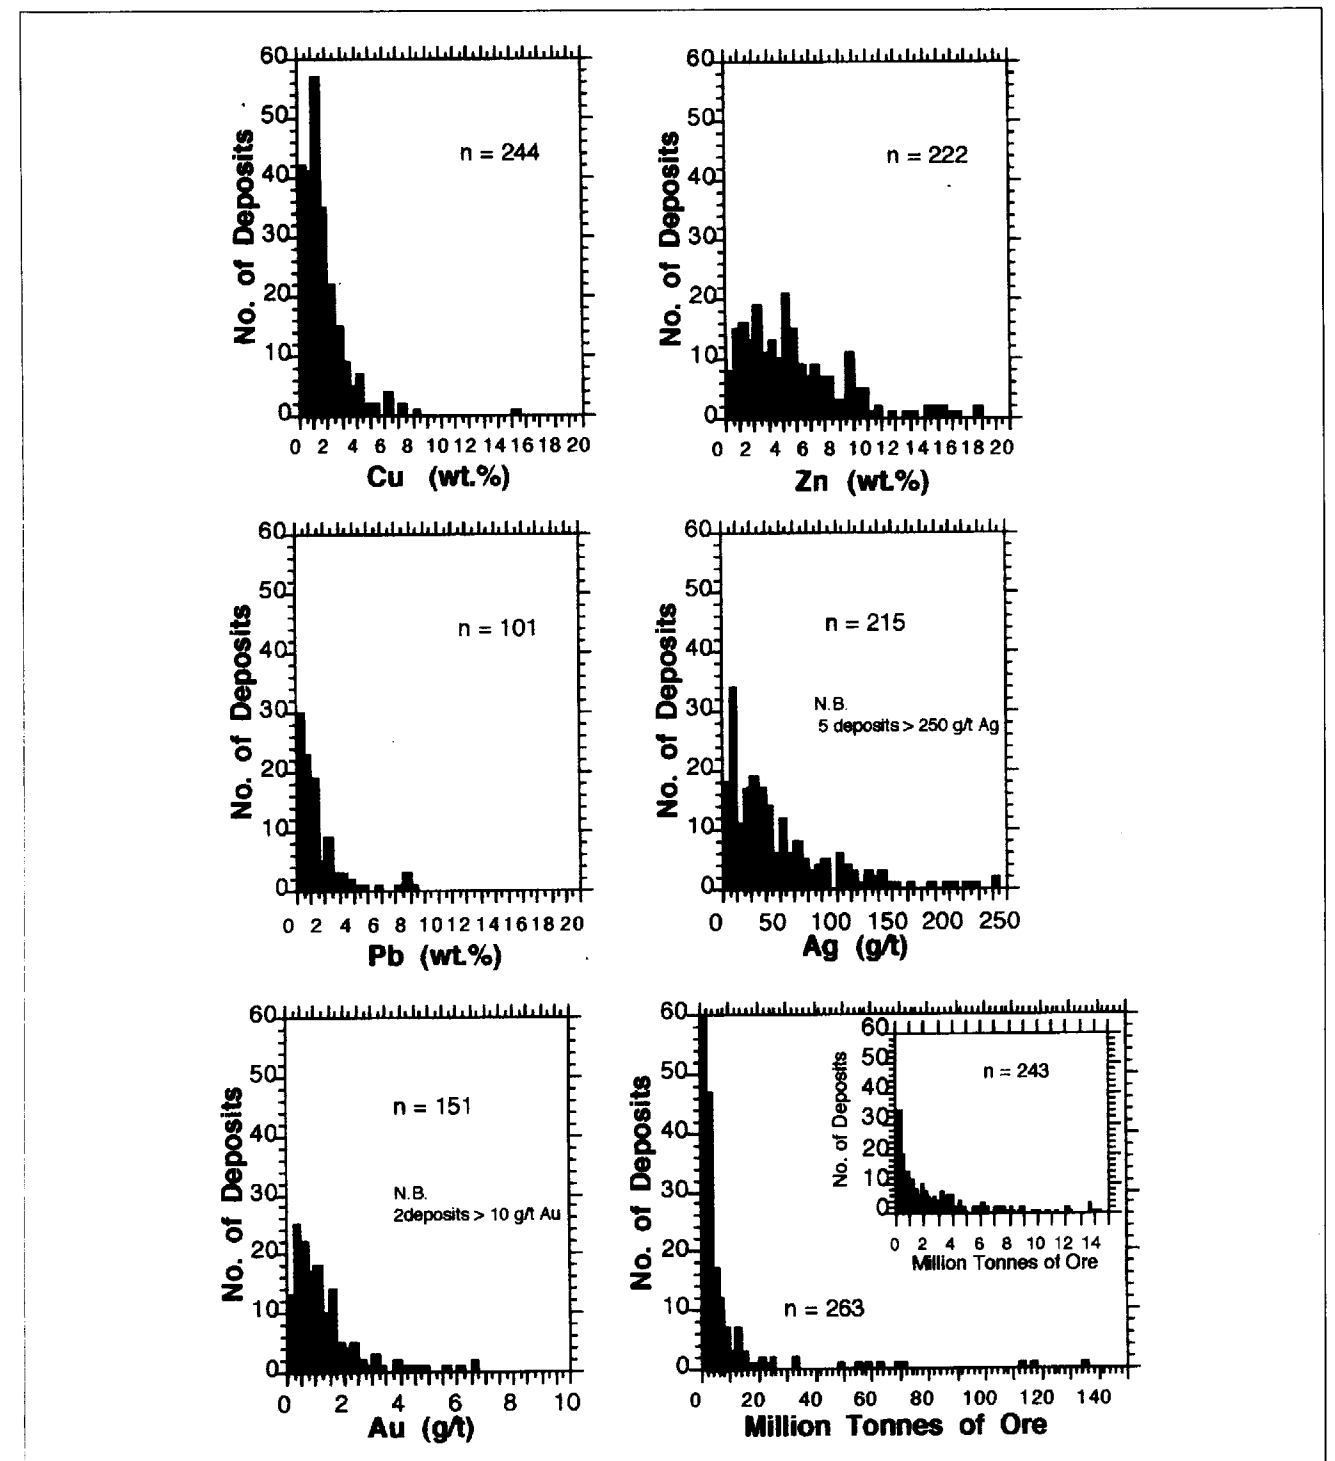 60
50
40
30
20
10
0
No. of Deposits
n = 244
0 2 4 6 8 10 12 14 16 18 20
Cu (wt.%)
60
50
40
30
20
10
0
No. of Deposits
n = 222
0 2 4 6 8 10 12 14 16 18 20
Zn (wt.%)
60
50
40
30
20
10
0
No. of Deposits
n = 101
0 2 4 6 8 10 12 14 16 18 20
Pb (wt.%)
60
50
40
30
20
10
0
No. of Deposits
n = 215
N.B.
5 deposits > 250 g/t Ag
0 50 100 150 200 250
Ag (g/t)
60
50
40
30
20
10
0
No. of Deposits
n = 151
N.B.
2deposits > 10 g/t Au
0 2 4 6 8 10
Au (g/t)
60
50
40
30
20
10
0
No. of Deposits
n = 263
0 20 40 60 80 100 120 140
Million Tonnes of Ore
60
50
40
30
20
10
0
No. of Deposits
n = 243
0 2 4 6 8 10 12 14
Million Tonnes of Ore